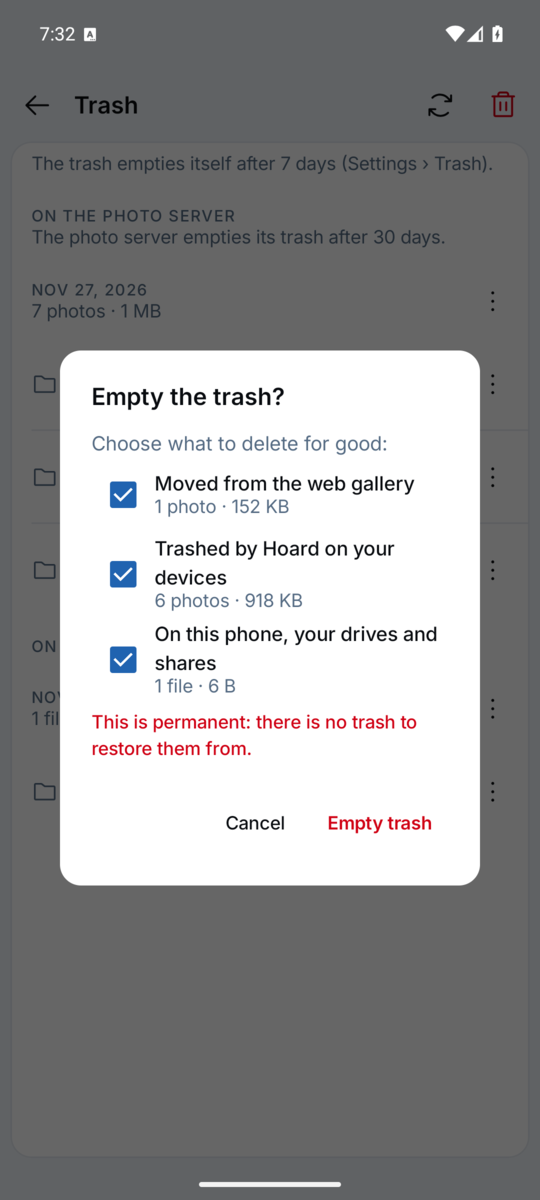 7:32
Trash
The trash empties itself after 7 days (Settings › Trash).
ON THE PHOTO SERVER
The photo server empties its trash after 30 days.
NOV 27, 2026
7 photos · 1 MB
Empty the trash?
Choose what to delete for good:
Moved from the web gallery
1 photo · 152 KB
Trashed by Hoard on your
devices
6 photos · 918 KB
ON
On this phone, your drives and
shares
1 file · 6 B
This is permanent: there is no trash to
restore them from.
Cancel
Empty trash